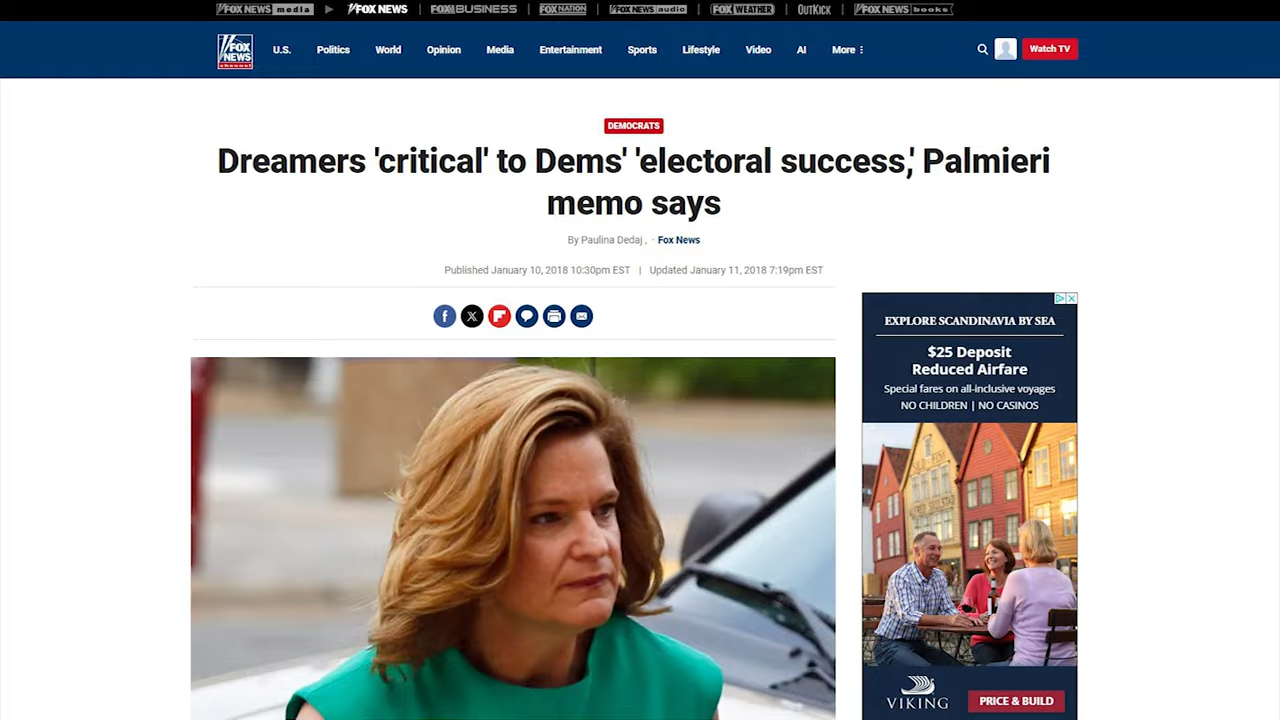 FOX NEWS media FOX NEWS FOX BUSINESS FOX NATION FOX NEWS audio FOX WEATHER OUTKICK FOX NEWS books
FOX NEWS channel
U.S. Politics World Opinion Media Entertainment Sports Lifestyle Video AI More
Watch TV
DEMOCRATS
Dreamers 'critical' to Dems' 'electoral success,' Palmieri
memo says
By Paulina Dedaj , · Fox News
Published January 10, 2018 10:30pm EST | Updated January 11, 2018 7:19pm EST
EXPLORE SCANDINAVIA BY SEA
$25 Deposit
Reduced Airfare
Special fares on all-inclusive voyages
NO CHILDREN | NO CASINOS
VIKING PRICE & BUILD